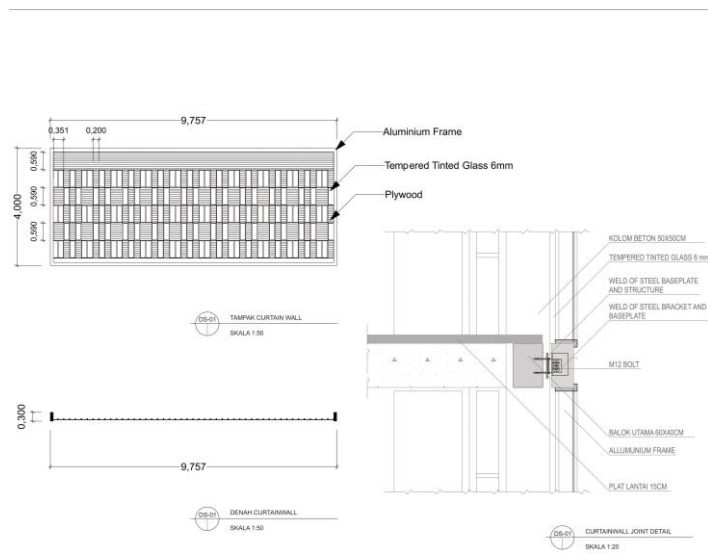 9,757
0,351
0,200
0,590
0,590
0,590
4,000
Aluminium Frame
Tempered Tinted Glass 6mm
Plywood
DS-01
TAMPAK CURTAIN WALL
SKALA 1:50
0,300
9,757
DS-01
DENAH CURTAINWALL
SKALA 1:50
KOLOM BETON 50X50CM
TEMPERED TINTED GLASS 6 mm
WELD OF STEEL BASEPLATE
AND STRUCTURE
WELD OF STEEL BRACKET AND
BASEPLATE
M12 BOLT
BALOK UTAMA 60X40CM
ALLUMUNIUM FRAME
PLAT LANTAI 15CM
DS-01
CURTAINWALL JOINT DETAIL
SKALA 1:20